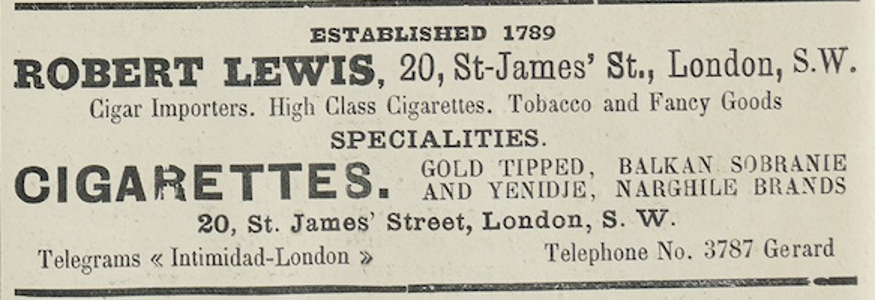 ESTABLISHED 1789
ROBERT LEWIS, 20, St-James' St., London, S.W.
Cigar Importers. High Class Cigarettes. Tobacco and Fancy Goods
SPECIALITIES.
CIGARETTES. GOLD TIPPED, BALKAN SOBRANIE
AND YENIDJE, NARGHILE BRANDS
20, St. James' Street, London, S. W.
Telegrams « Intimidad-London » Telephone No. 3787 Gerard